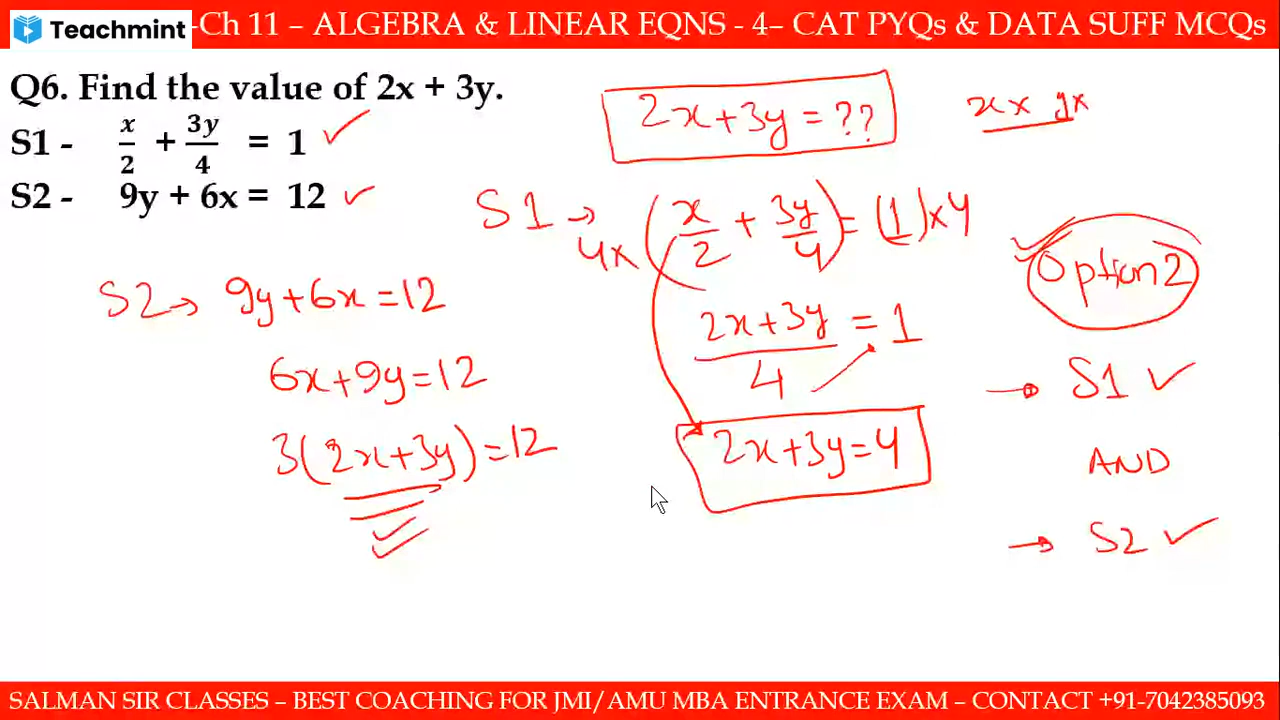 Teachmint -Ch 11 – ALGEBRA & LINEAR EQNS - 4– CAT PYQs & DATA SUFF MCQs
Q6. Find the value of 2x + 3y.
S1 - x/2 + 3y/4 = 1 ✓
S2 - 9y + 6x = 12 ✓
2x+3y = ??
x× y×
S1 → 4×(x/2 + 3y/4) = (1)×4
(2x+3y)/4 = 1
2x+3y=4
S2 → 9y+6x=12
6x+9y=12
3(2x+3y)=12
✓ Option2
→ S1 ✓
AND
→ S2 ✓
SALMAN SIR CLASSES – BEST COACHING FOR JMI/AMU MBA ENTRANCE EXAM – CONTACT +91-7042385093